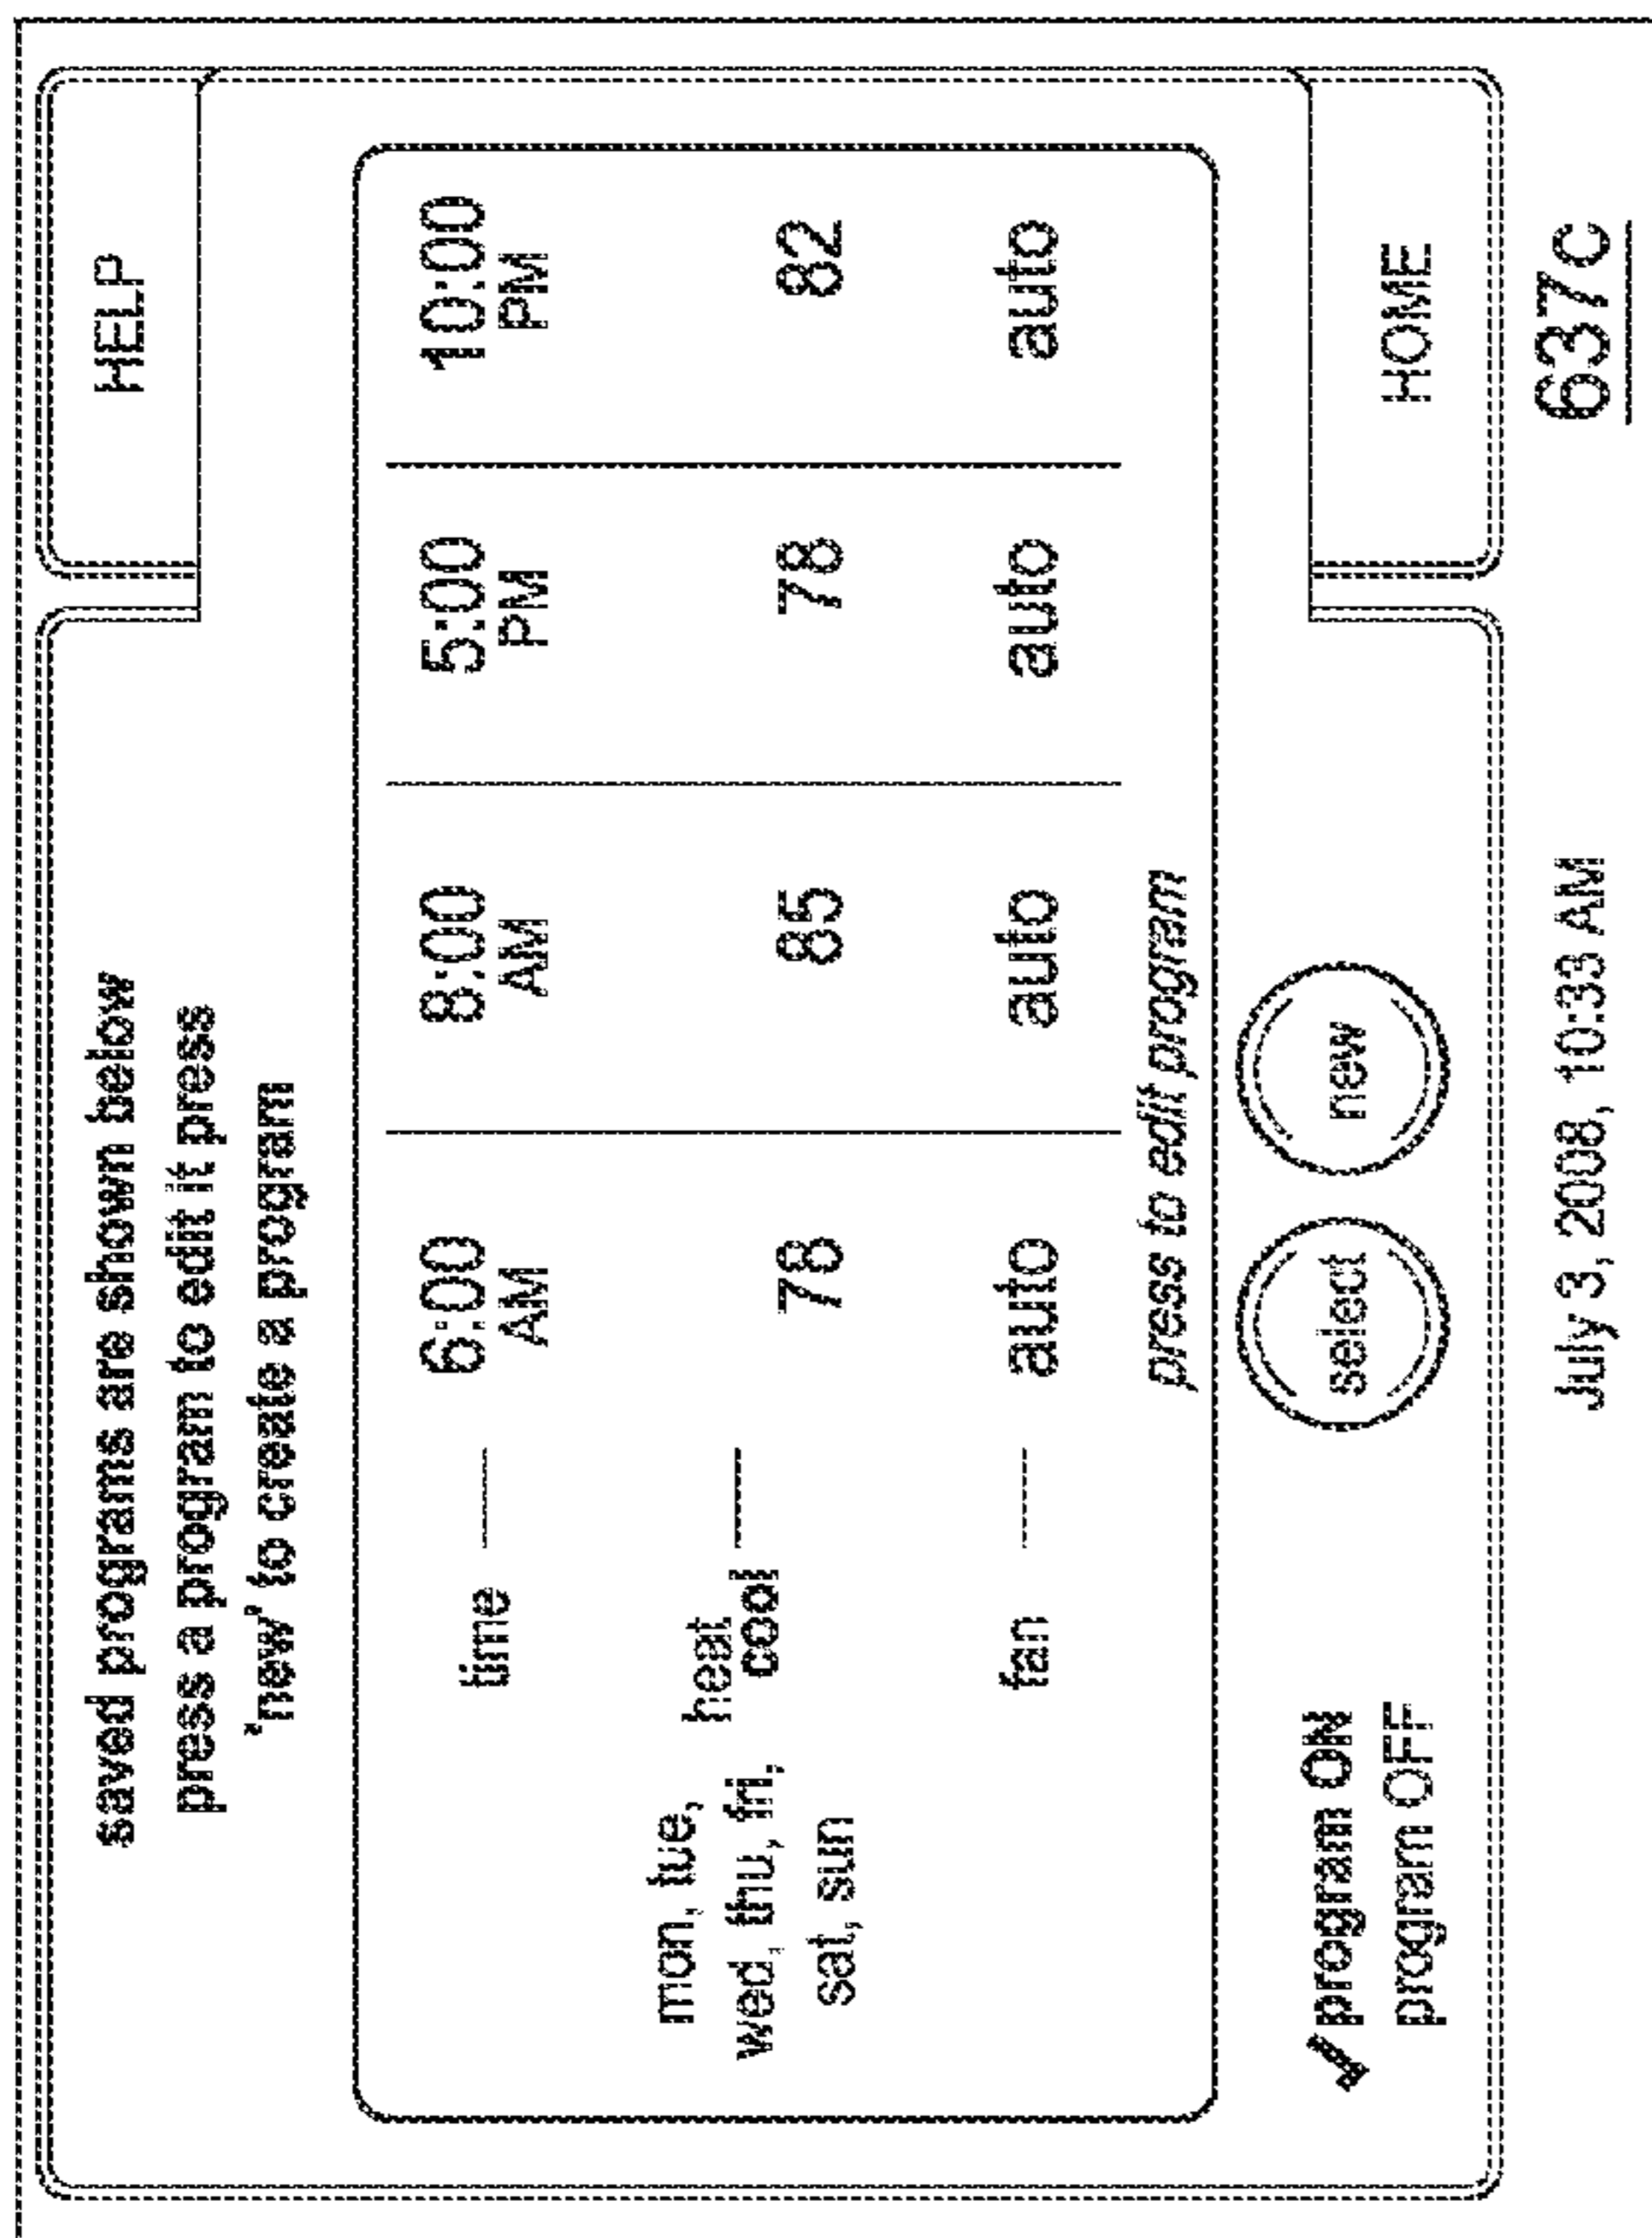 saved programs are shown below
press a program to edit it press
'new' to create a program
HELP
time 6:00 AM 8:00 AM 5:00 PM 10:00 PM
mon, tue,
wed, thu, fri,
sat, sun
heat
cool 78 85 78 82
fan auto auto auto auto
press to edit program
program ON
program OFF
select
new
HOME
July 3, 2008, 10:33 AM
637c